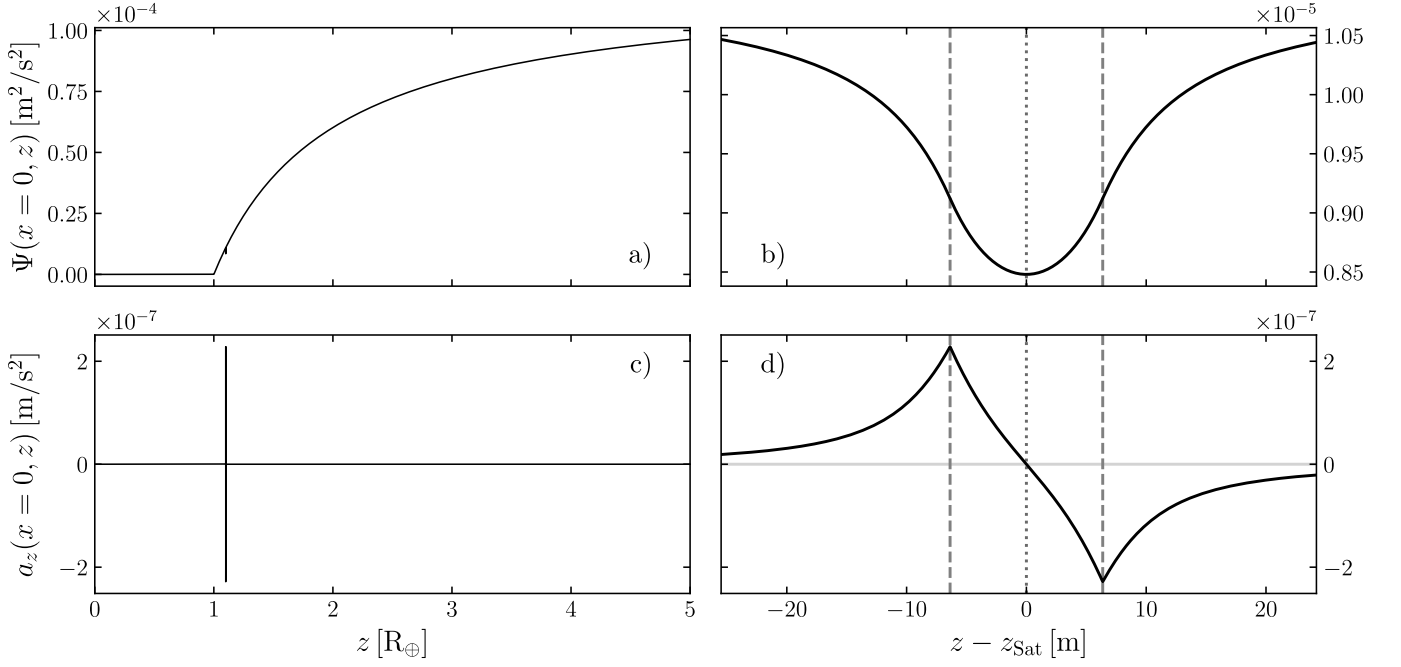 ×10⁻⁴
Ψ(x = 0, z) [m²/s²]
1.00
0.75
0.50
0.25
0.00
a)
×10⁻⁵
1.05
1.00
0.95
0.90
0.85
b)
×10⁻⁷
a_z(x = 0, z) [m/s²]
2
0
−2
c)
0 1 2 3 4 5
z [R⊕]
×10⁻⁷
2
0
−2
d)
−20 −10 0 10 20
z − z_Sat [m]